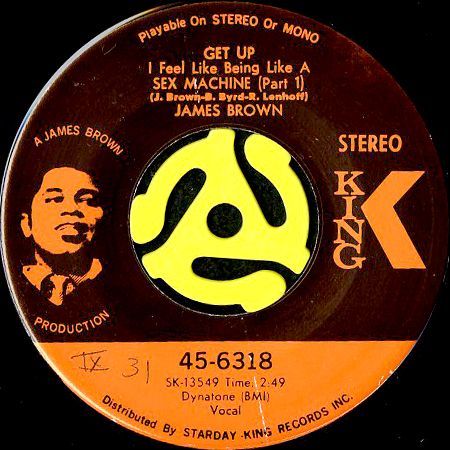 Playable On STEREO Or MONO
GET UP
I Feel Like Being Like A
SEX MACHINE (Part 1)
(J. Brown-B. Byrd-R. Lenhoff)
JAMES BROWN
A JAMES BROWN
PRODUCTION
STEREO
KING
K
IX 31
45-6318
SK-13549 Time: 2:49
Dynatone (BMI)
Vocal
Distributed By STARDAY-KING RECORDS INC.